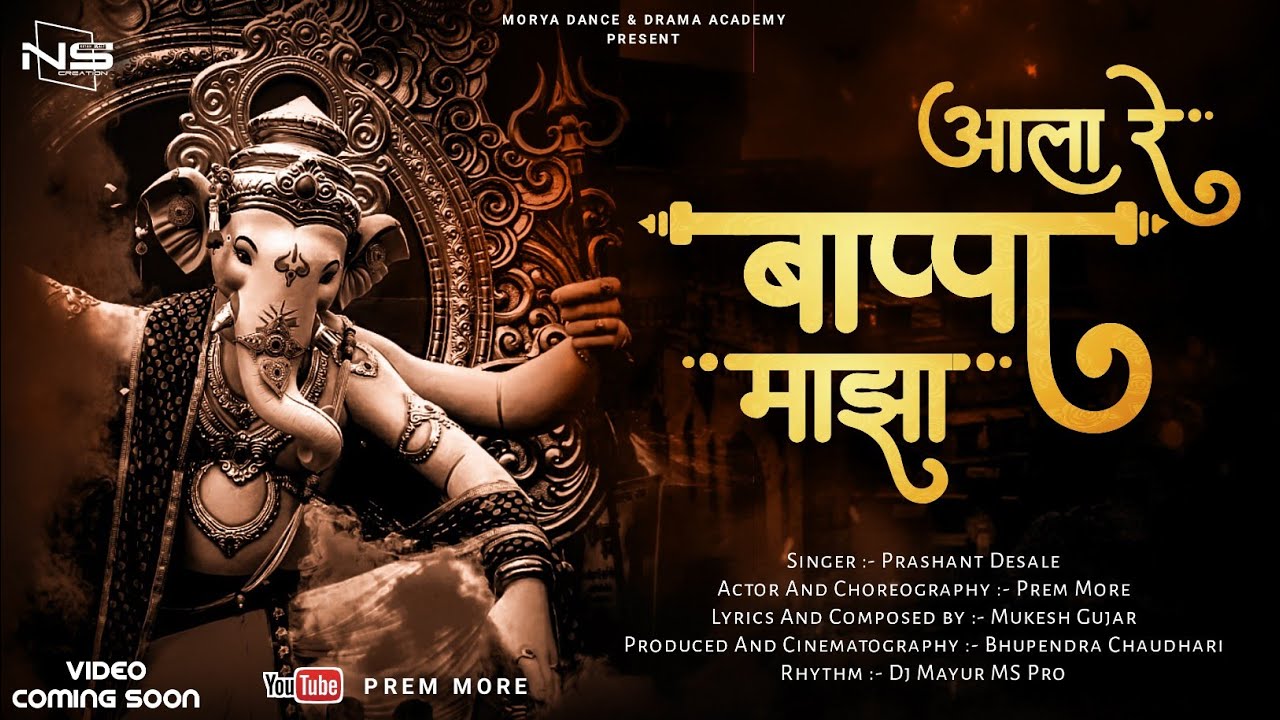 MORYA DANCE & DRAMA ACADEMY
PRESENT
NS
CREATION
आला रे
बाप्पा
माझा
SINGER :- PRASHANT DESALE
ACTOR AND CHOREOGRAPHY :- PREM MORE
LYRICS AND COMPOSED BY :- MUKESH GUJAR
PRODUCED AND CINEMATOGRAPHY :- BHUPENDRA CHAUDHARI
RHYTHM :- DJ MAYUR MS PRO
VIDEO
COMING SOON
YouTube PREM MORE